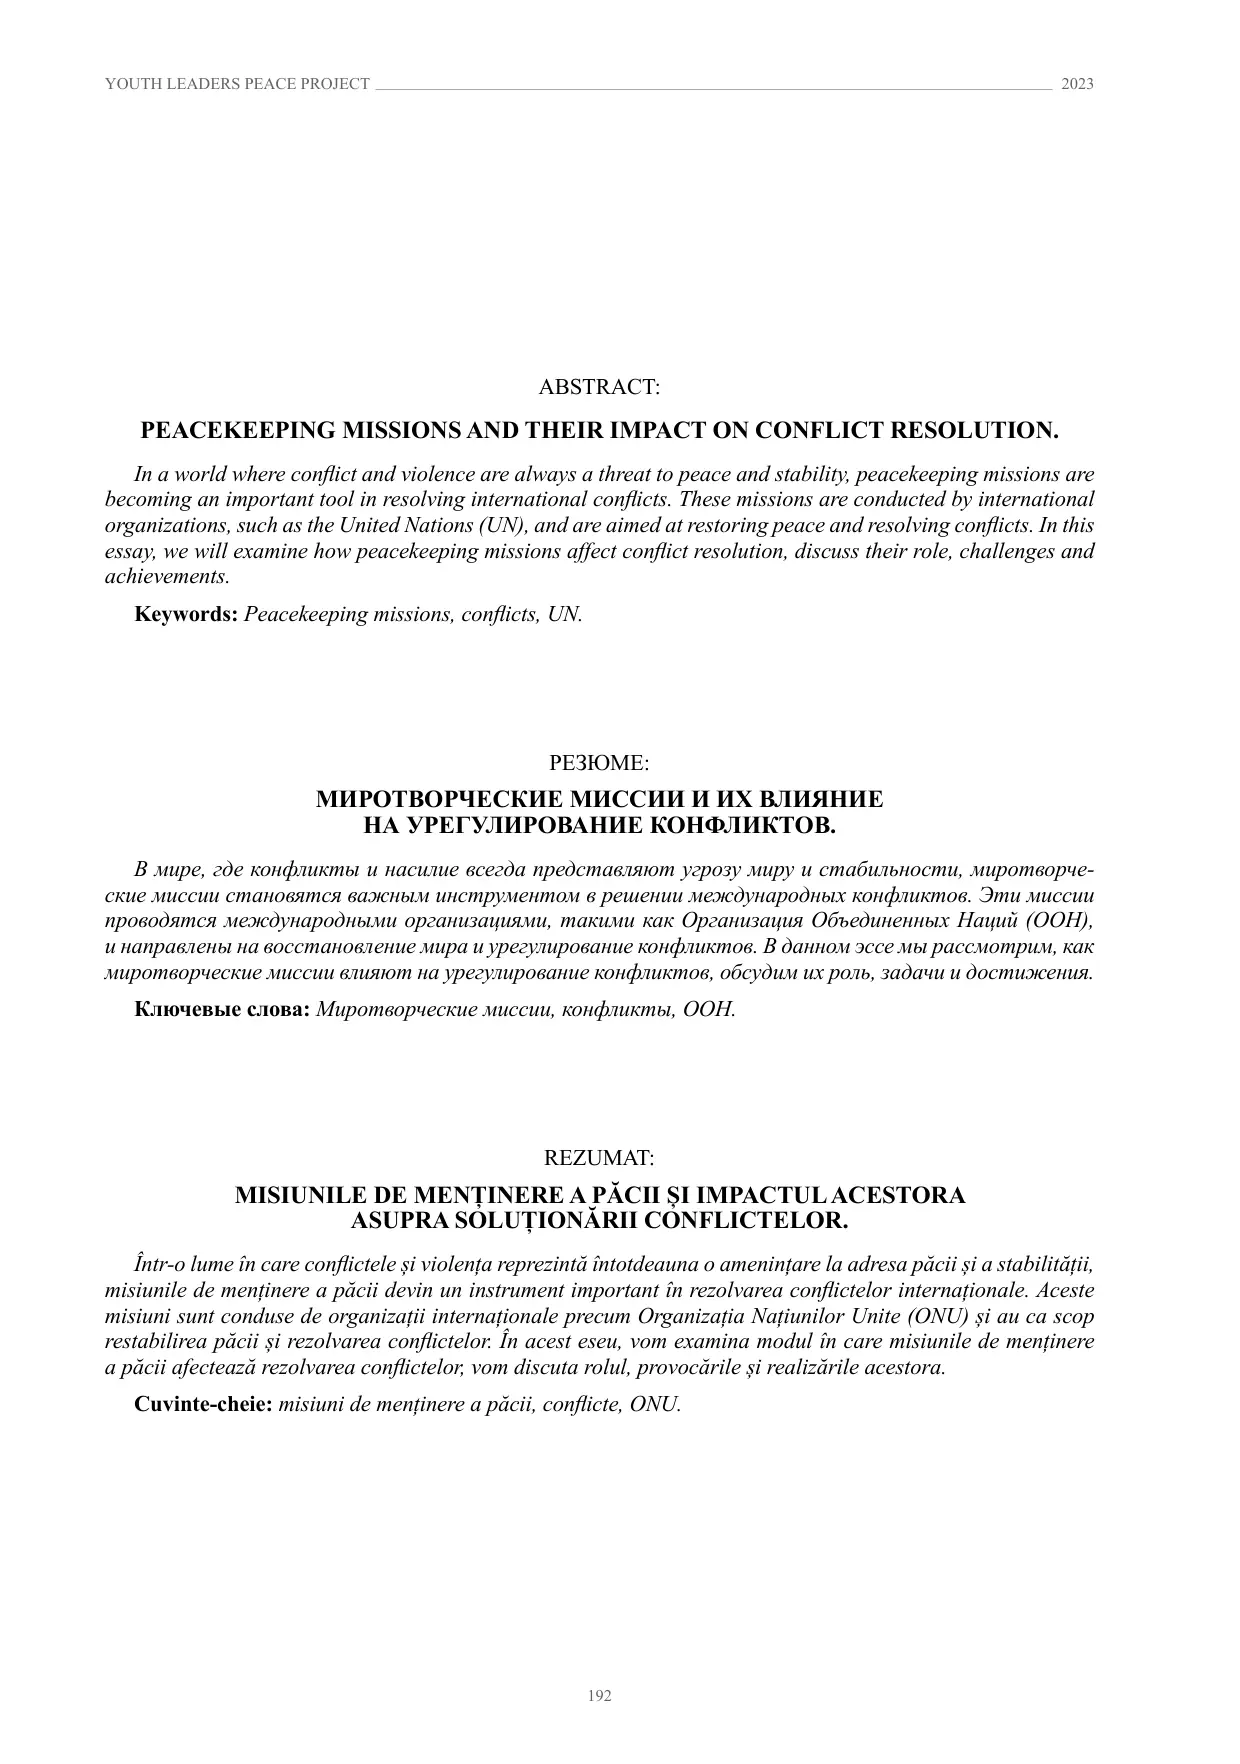 YOUTH LEADERS PEACE PROJECT 2023
ABSTRACT:
PEACEKEEPING MISSIONS AND THEIR IMPACT ON CONFLICT RESOLUTION.
In a world where conflict and violence are always a threat to peace and stability, peacekeeping missions are
becoming an important tool in resolving international conflicts. These missions are conducted by international
organizations, such as the United Nations (UN), and are aimed at restoring peace and resolving conflicts. In this
essay, we will examine how peacekeeping missions affect conflict resolution, discuss their role, challenges and
achievements.
Keywords: Peacekeeping missions, conflicts, UN.
РЕЗЮМЕ:
МИРОТВОРЧЕСКИЕ МИССИИ И ИХ ВЛИЯНИЕ
НА УРЕГУЛИРОВАНИЕ КОНФЛИКТОВ.
В мире, где конфликты и насилие всегда представляют угрозу миру и стабильности, миротворче-
ские миссии становятся важным инструментом в решении международных конфликтов. Эти миссии
проводятся международными организациями, такими как Организация Объединенных Наций (ООН),
и направлены на восстановление мира и урегулирование конфликтов. В данном эссе мы рассмотрим, как
миротворческие миссии влияют на урегулирование конфликтов, обсудим их роль, задачи и достижения.
Ключевые слова: Миротворческие миссии, конфликты, ООН.
REZUMAT:
MISIUNILE DE MENȚINERE A PĂCII ȘI IMPACTUL ACESTORA
ASUPRA SOLUȚIONĂRII CONFLICTELOR.
Într-o lume în care conflictele și violența reprezintă întotdeauna o amenințare la adresa păcii și a stabilității,
misiunile de menținere a păcii devin un instrument important în rezolvarea conflictelor internaționale. Aceste
misiuni sunt conduse de organizații internaționale precum Organizația Națiunilor Unite (ONU) și au ca scop
restabilirea păcii și rezolvarea conflictelor. În acest eseu, vom examina modul în care misiunile de menținere
a păcii afectează rezolvarea conflictelor, vom discuta rolul, provocările și realizările acestora.
Cuvinte-cheie: misiuni de menținere a păcii, conflicte, ONU.
192